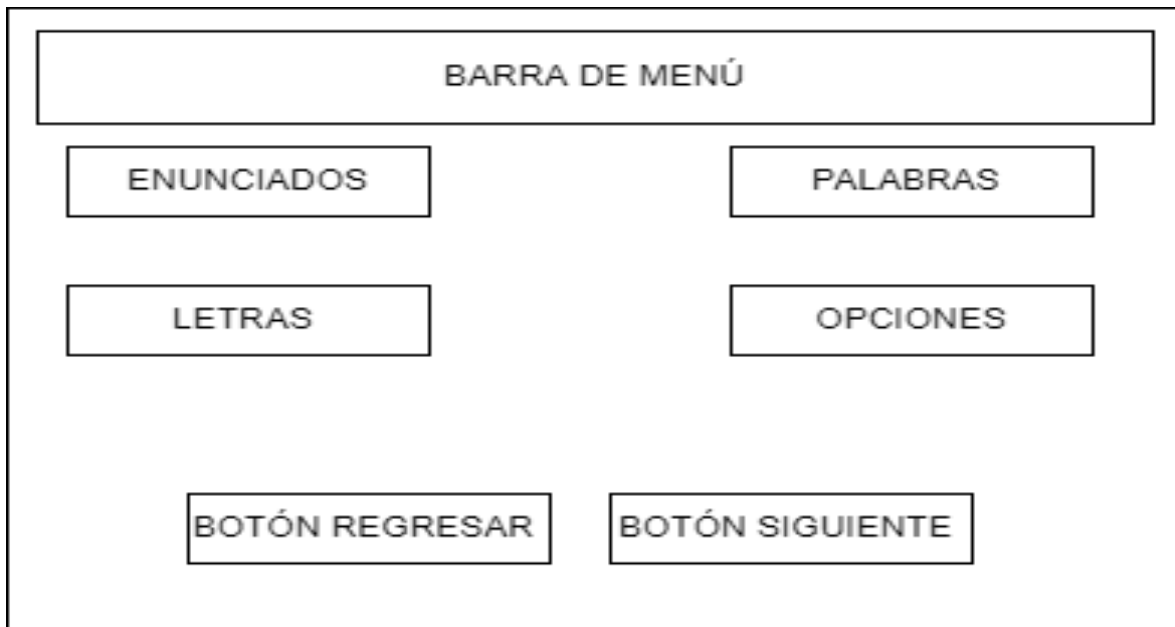 BARRA DE MENÚ
ENUNCIADOS
PALABRAS
LETRAS
OPCIONES
BOTÓN REGRESAR
BOTÓN SIGUIENTE